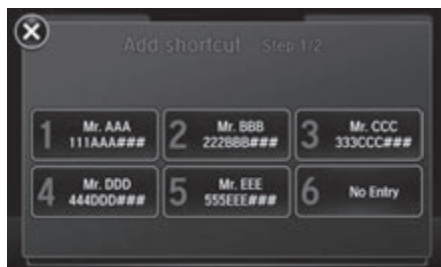 Add shortcut Step 1/2
1 Mr. AAA
111AAA###
2 Mr. BBB
222BBB###
3 Mr. CCC
333CCC###
4 Mr. DDD
444DDD###
5 Mr. EEE
555EEE###
6 No Entry